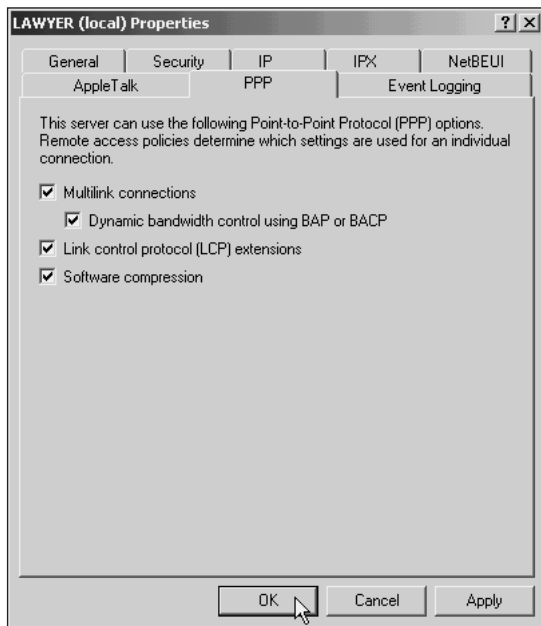 LAWYER (local) Properties
General Security IP IPX NetBEUI
AppleTalk PPP Event Logging
This server can use the following Point-to-Point Protocol (PPP) options.
Remote access policies determine which settings are used for an individual
connection.
Multilink connections
Dynamic bandwidth control using BAP or BACP
Link control protocol (LCP) extensions
Software compression
OK Cancel Apply